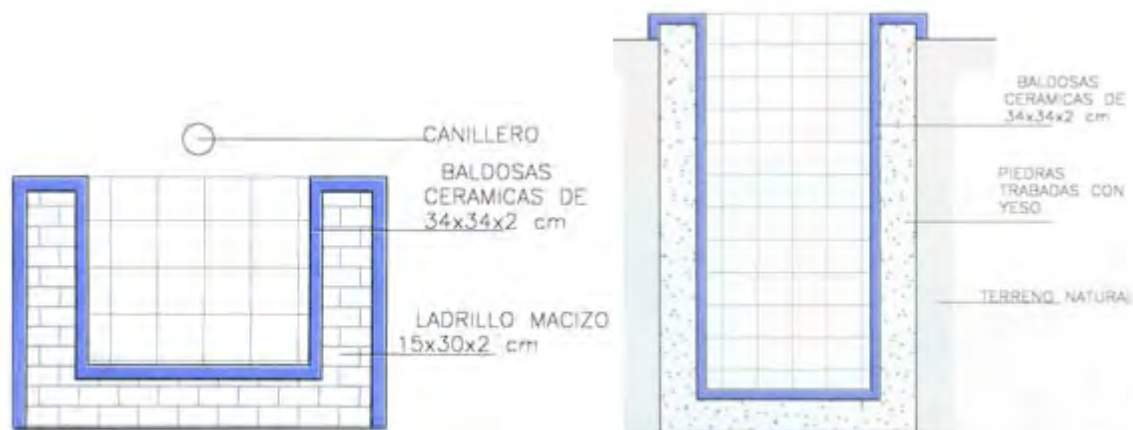 CANILLERO
BALDOSAS
CERAMICAS DE
34x34x2 cm
LADRILLO MACIZO
15x30x2 cm
BALDOSAS
CERAMICAS DE
34x34x2 cm
PIEDRAS
TRABADAS CON
YESO
TERRENO NATURAL